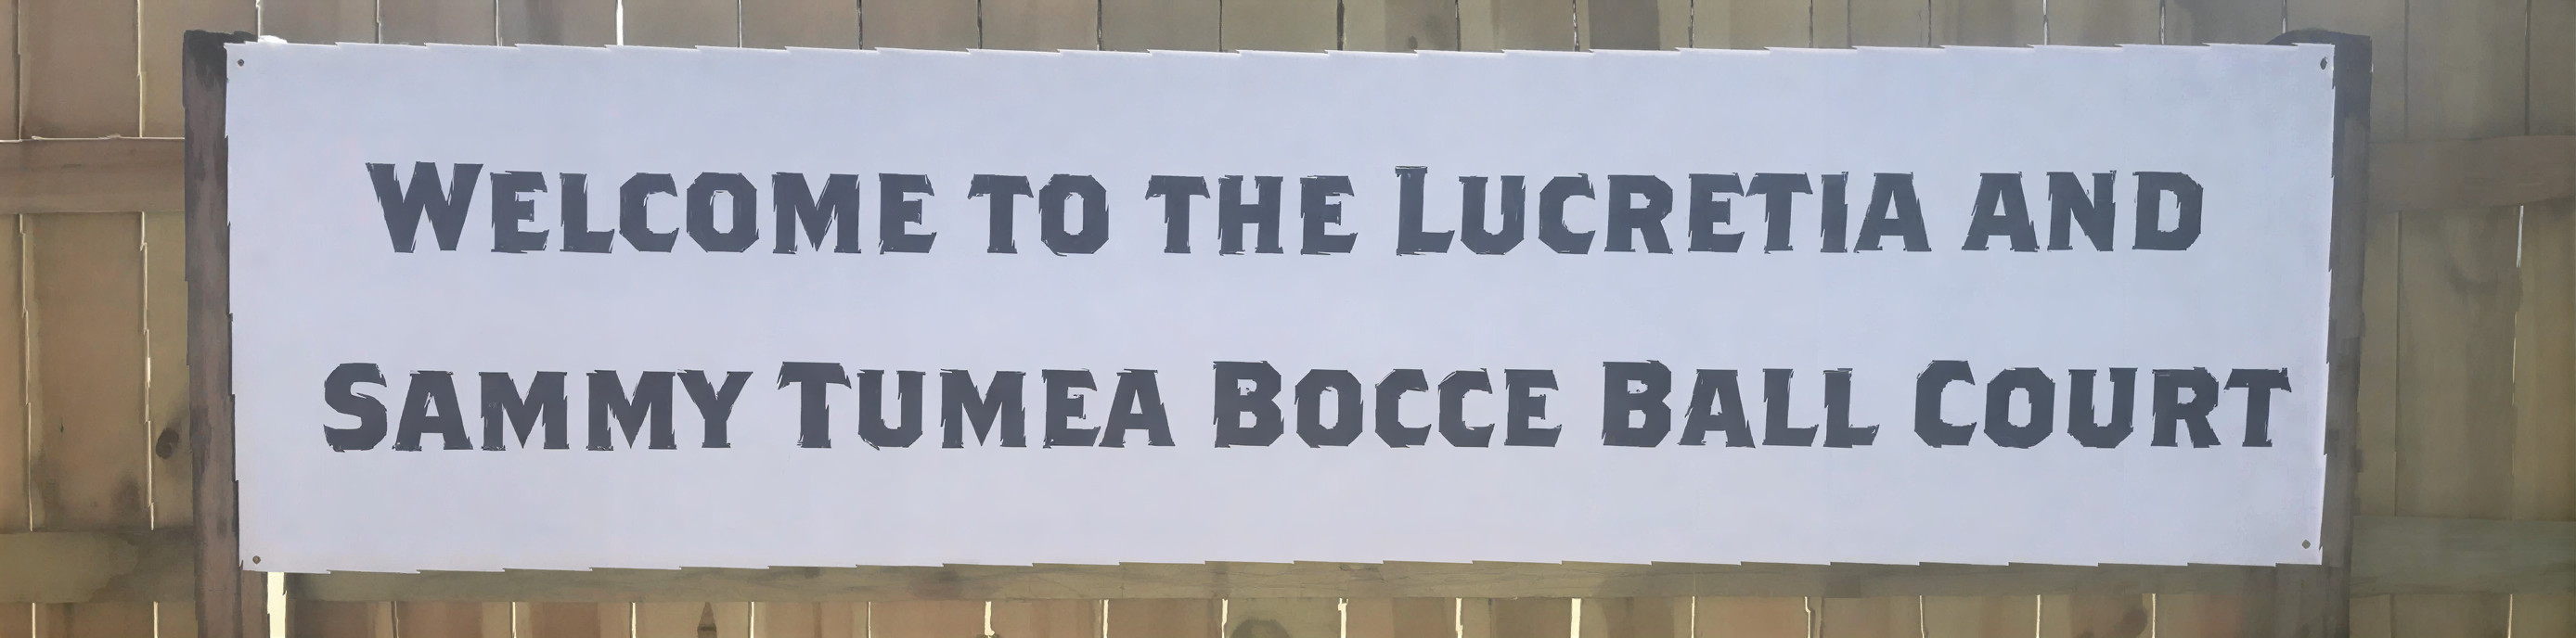 Welcome to the Lucretia and
Sammy Tumea Bocce Ball Court